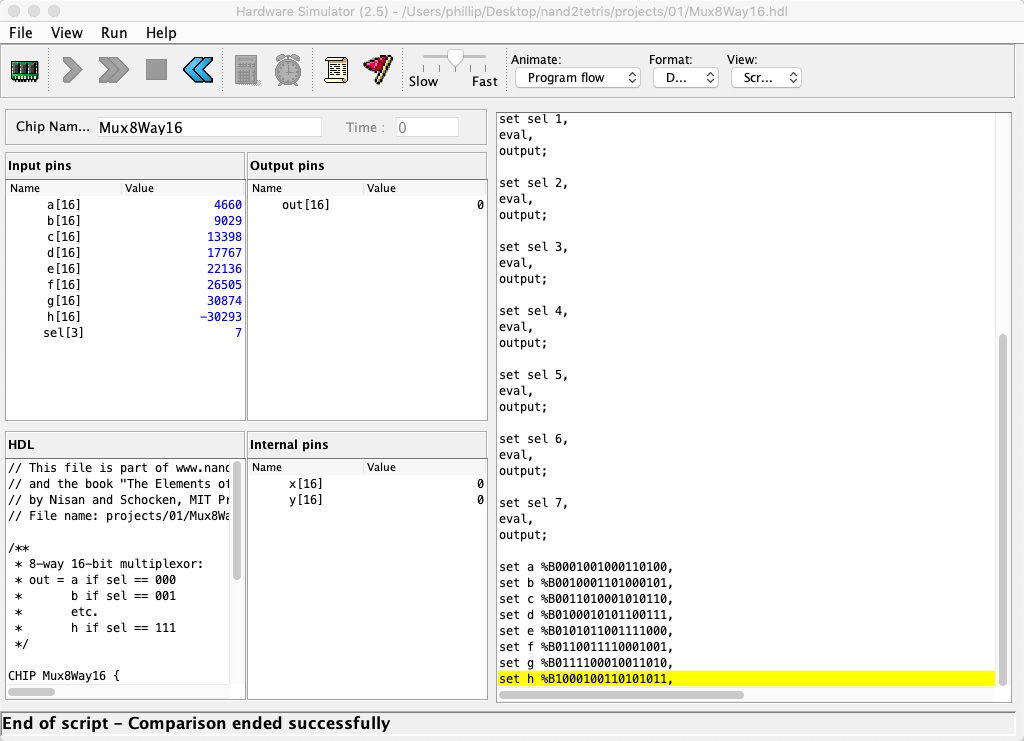 Hardware Simulator (2.5) - /Users/phillip/Desktop/nand2tetris/projects/01/Mux8Way16.hdl
File View Run Help
Slow Fast
Animate:
Program flow
Format:
D...
View:
Scr...
Chip Nam... Mux8Way16 Time : 0
Input pins
Name Value
a[16] 4660
b[16] 9029
c[16] 13398
d[16] 17767
e[16] 22136
f[16] 26505
g[16] 30874
h[16] -30293
sel[3] 7
Output pins
Name Value
out[16] 0
HDL
// This file is part of www.nand
// and the book "The Elements of
// by Nisan and Schocken, MIT Pr
// File name: projects/01/Mux8Wa
/**
* 8-way 16-bit multiplexor:
* out = a if sel == 000
* b if sel == 001
* etc.
* h if sel == 111
*/
CHIP Mux8Way16 {
Internal pins
Name Value
x[16] 0
y[16] 0
set sel 1,
eval,
output;
set sel 2,
eval,
output;
set sel 3,
eval,
output;
set sel 4,
eval,
output;
set sel 5,
eval,
output;
set sel 6,
eval,
output;
set sel 7,
eval,
output;
set a %B0001001000110100,
set b %B0010001101000101,
set c %B0011010001010110,
set d %B0100010101100111,
set e %B0101011001111000,
set f %B0110011110001001,
set g %B0111100010011010,
set h %B1000100110101011,
End of script – Comparison ended successfully